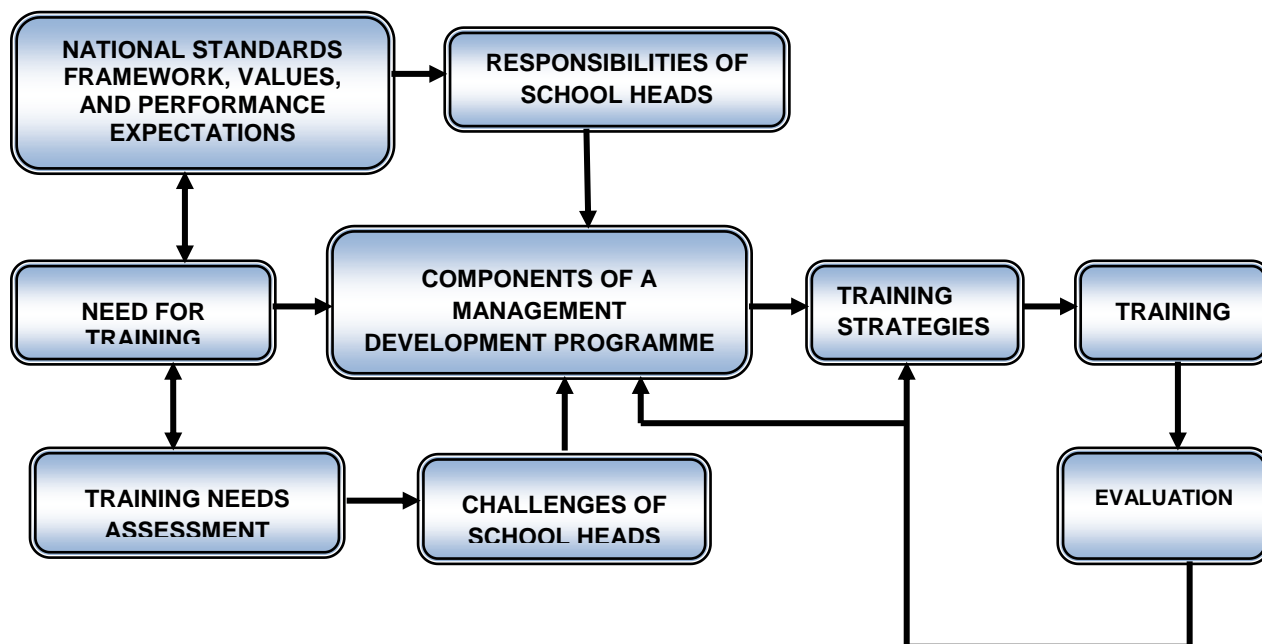 NATIONAL STANDARDS
FRAMEWORK, VALUES,
AND PERFORMANCE
EXPECTATIONS
RESPONSIBILITIES OF
SCHOOL HEADS
NEED FOR
TRAINING
COMPONENTS OF A
MANAGEMENT
DEVELOPMENT PROGRAMME
TRAINING
STRATEGIES
TRAINING
TRAINING NEEDS
ASSESSMENT
CHALLENGES OF
SCHOOL HEADS
EVALUATION